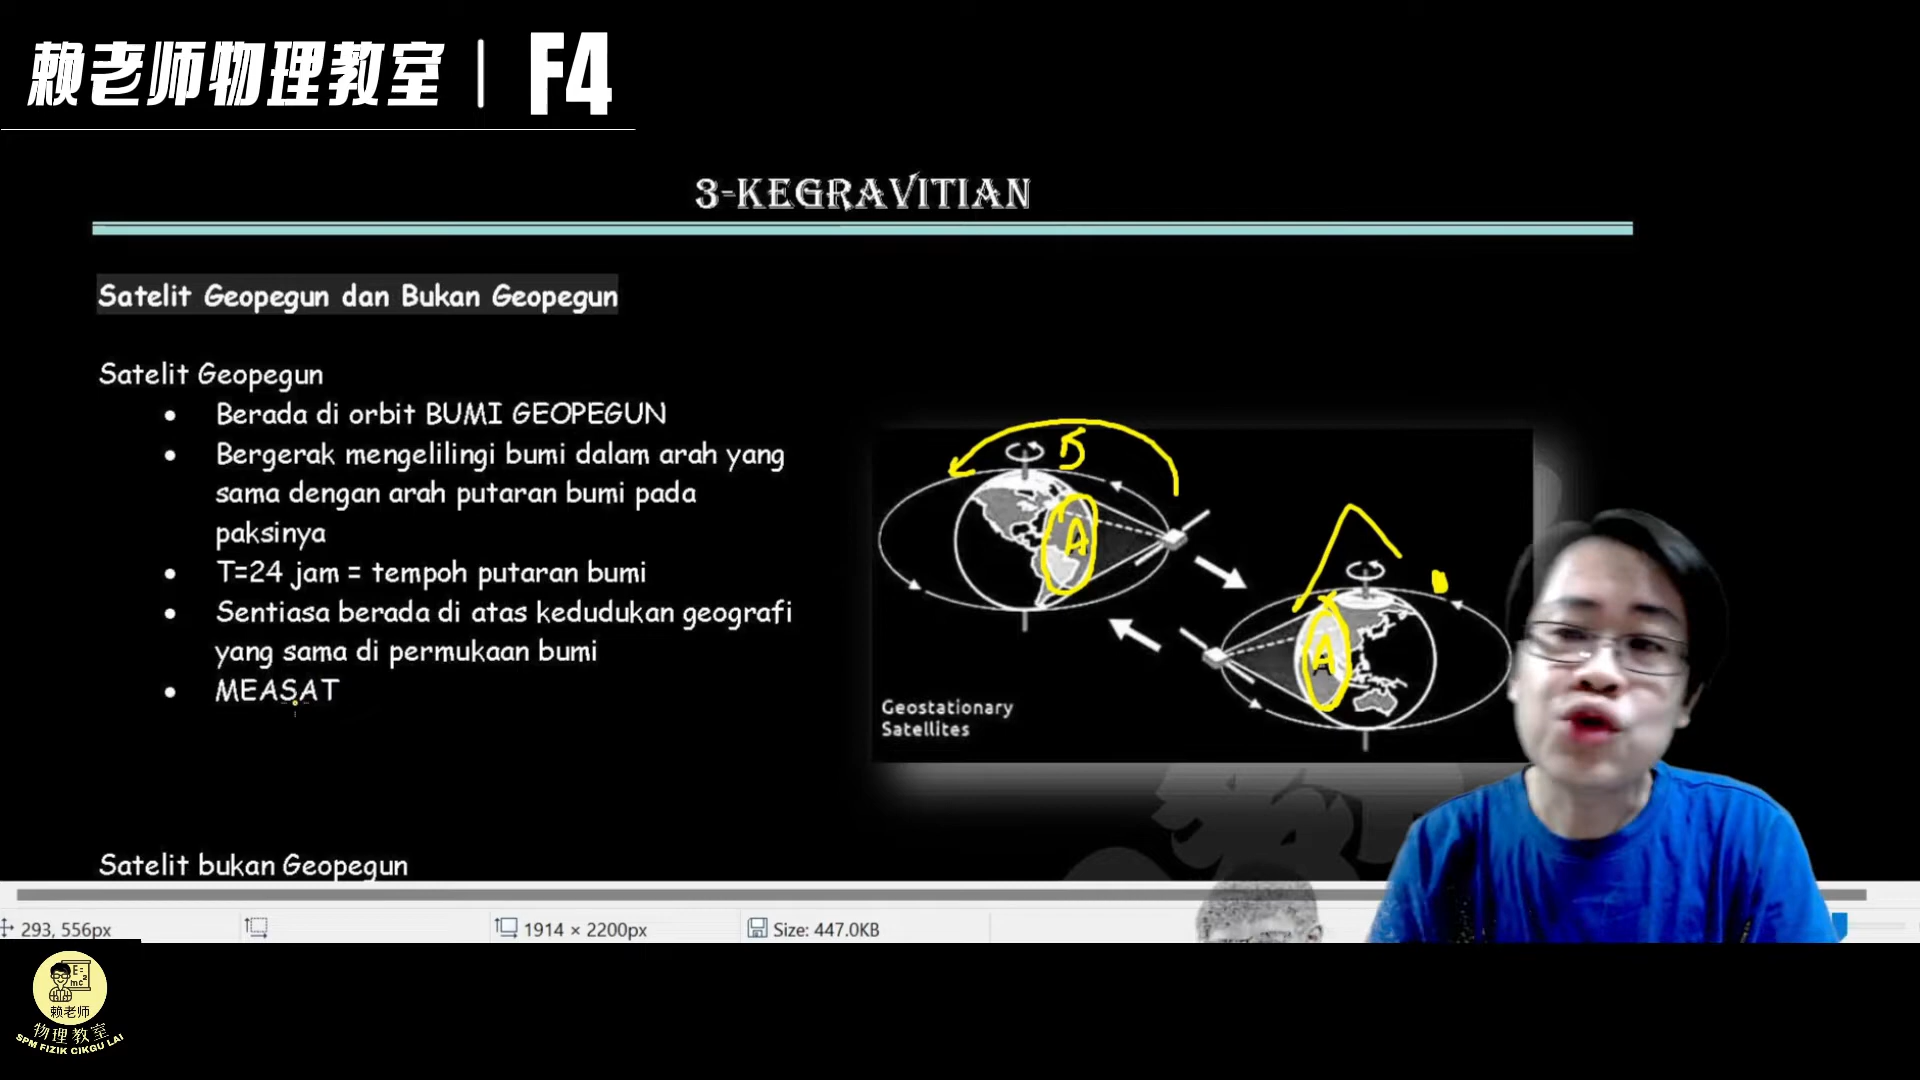 赖老师物理教室 | F4
3-KEGRAVITIAN
Satelit Geopegun dan Bukan Geopegun
Satelit Geopegun
• Berada di orbit BUMI GEOPEGUN
• Bergerak mengelilingi bumi dalam arah yang
sama dengan arah putaran bumi pada
paksinya
• T=24 jam = tempoh putaran bumi
• Sentiasa berada di atas kedudukan geografi
yang sama di permukaan bumi
• MEASAT
A
A
Geostationary
Satellites
Satelit bukan Geopegun
293, 556px
1914 × 2200px
Size: 447.0KB
E=
mc²
赖老师
物理教室
SPM FIZIK CIKGU LAI